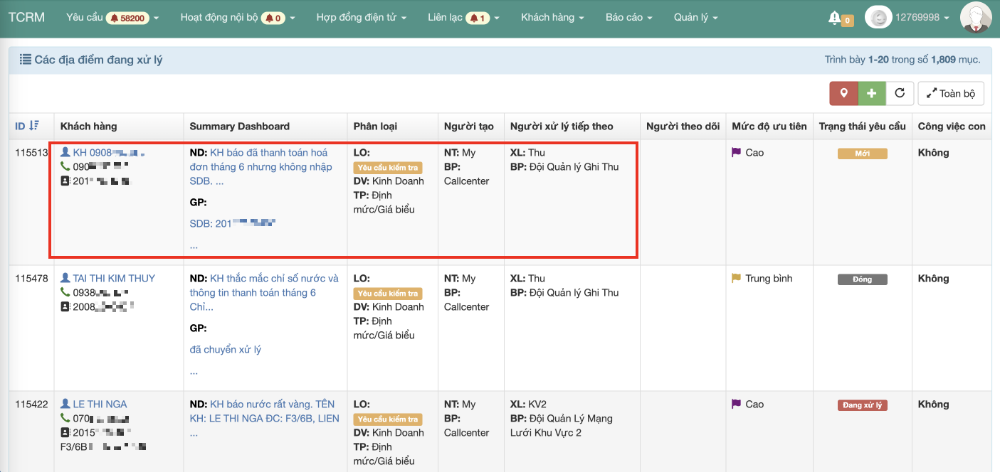 TCRM Yêu cầu 58200 Hoạt động nội bộ 0 Hợp đồng điện tử Liên lạc 1 Khách hàng Báo cáo Quản lý 0 12769998
Các địa điểm đang xử lý Trình bày 1-20 trong số 1,809 mục.
Toàn bộ
ID Khách hàng Summary Dashboard Phân loại Người tạo Người xử lý tiếp theo Người theo dõi Mức độ ưu tiên Trạng thái yêu cầu Công việc con
115513
KH 0908
090
201
ND: KH báo đã thanh toán hoá
đơn tháng 6 nhưng không nhập
SDB. ...
GP:
SDB: 201
...
LO:
Yêu cầu kiểm tra
DV: Kinh Doanh
TP: Định
mức/Giá biểu
NT: My
BP:
Callcenter
XL: Thu
BP: Đội Quản lý Ghi Thu
Cao
Mới
Không
115478
TAI THI KIM THUY
0938
2008
ND: KH thắc mắc chỉ số nước và
thông tin thanh toán tháng 6
Chỉ...
GP:
đã chuyển xử lý
...
LO:
Yêu cầu kiểm tra
DV: Kinh Doanh
TP: Định
mức/Giá biểu
NT: My
BP:
Callcenter
XL: Thu
BP: Đội Quản lý Ghi Thu
Trung bình
Đóng
Không
115422
LE THI NGA
070
2015
F3/6B
ND: KH báo nước rất vàng. TÊN
KH: LE THI NGA ĐC: F3/6B, LIEN
...
LO:
Yêu cầu kiểm tra
DV: Kinh Doanh
TP: Định
mức/Giá biểu
NT: My
BP:
Callcenter
XL: KV2
BP: Đội Quản Lý Mạng
Lưới Khu Vực 2
Cao
Đang xử lý
Không